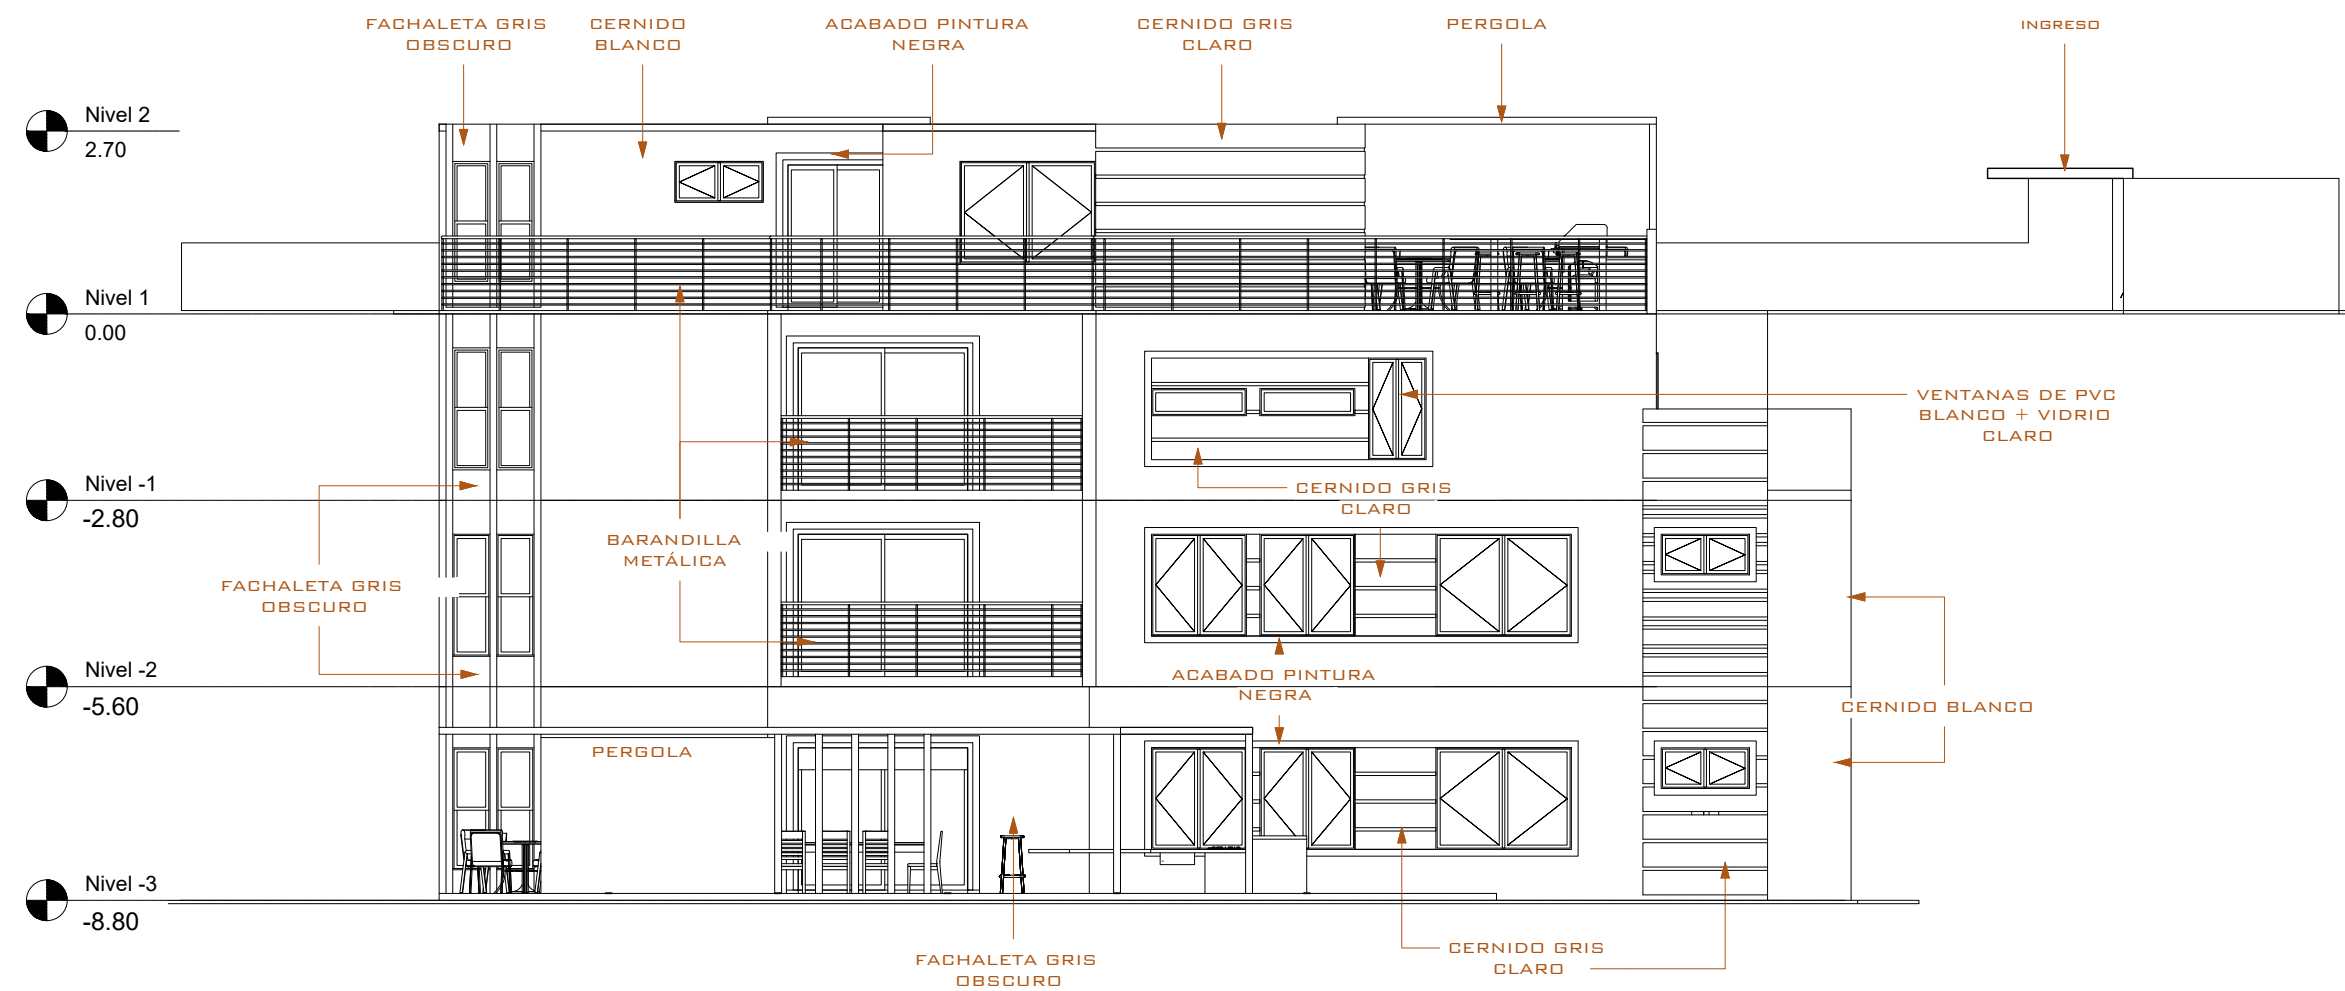 FACHALETA GRIS
OBSCURO
CERNIDO
BLANCO
ACABADO PINTURA
NEGRA
CERNIDO GRIS
CLARO
PERGOLA
INGRESO
Nivel 2
2.70
Nivel 1
0.00
VENTANAS DE PVC
BLANCO + VIDRIO
CLARO
Nivel -1
-2.80
CERNIDO GRIS
CLARO
BARANDILLA
METÁLICA
FACHALETA GRIS
OBSCURO
Nivel -2
-5.60
ACABADO PINTURA
NEGRA
CERNIDO BLANCO
PERGOLA
Nivel -3
-8.80
FACHALETA GRIS
OBSCURO
CERNIDO GRIS
CLARO